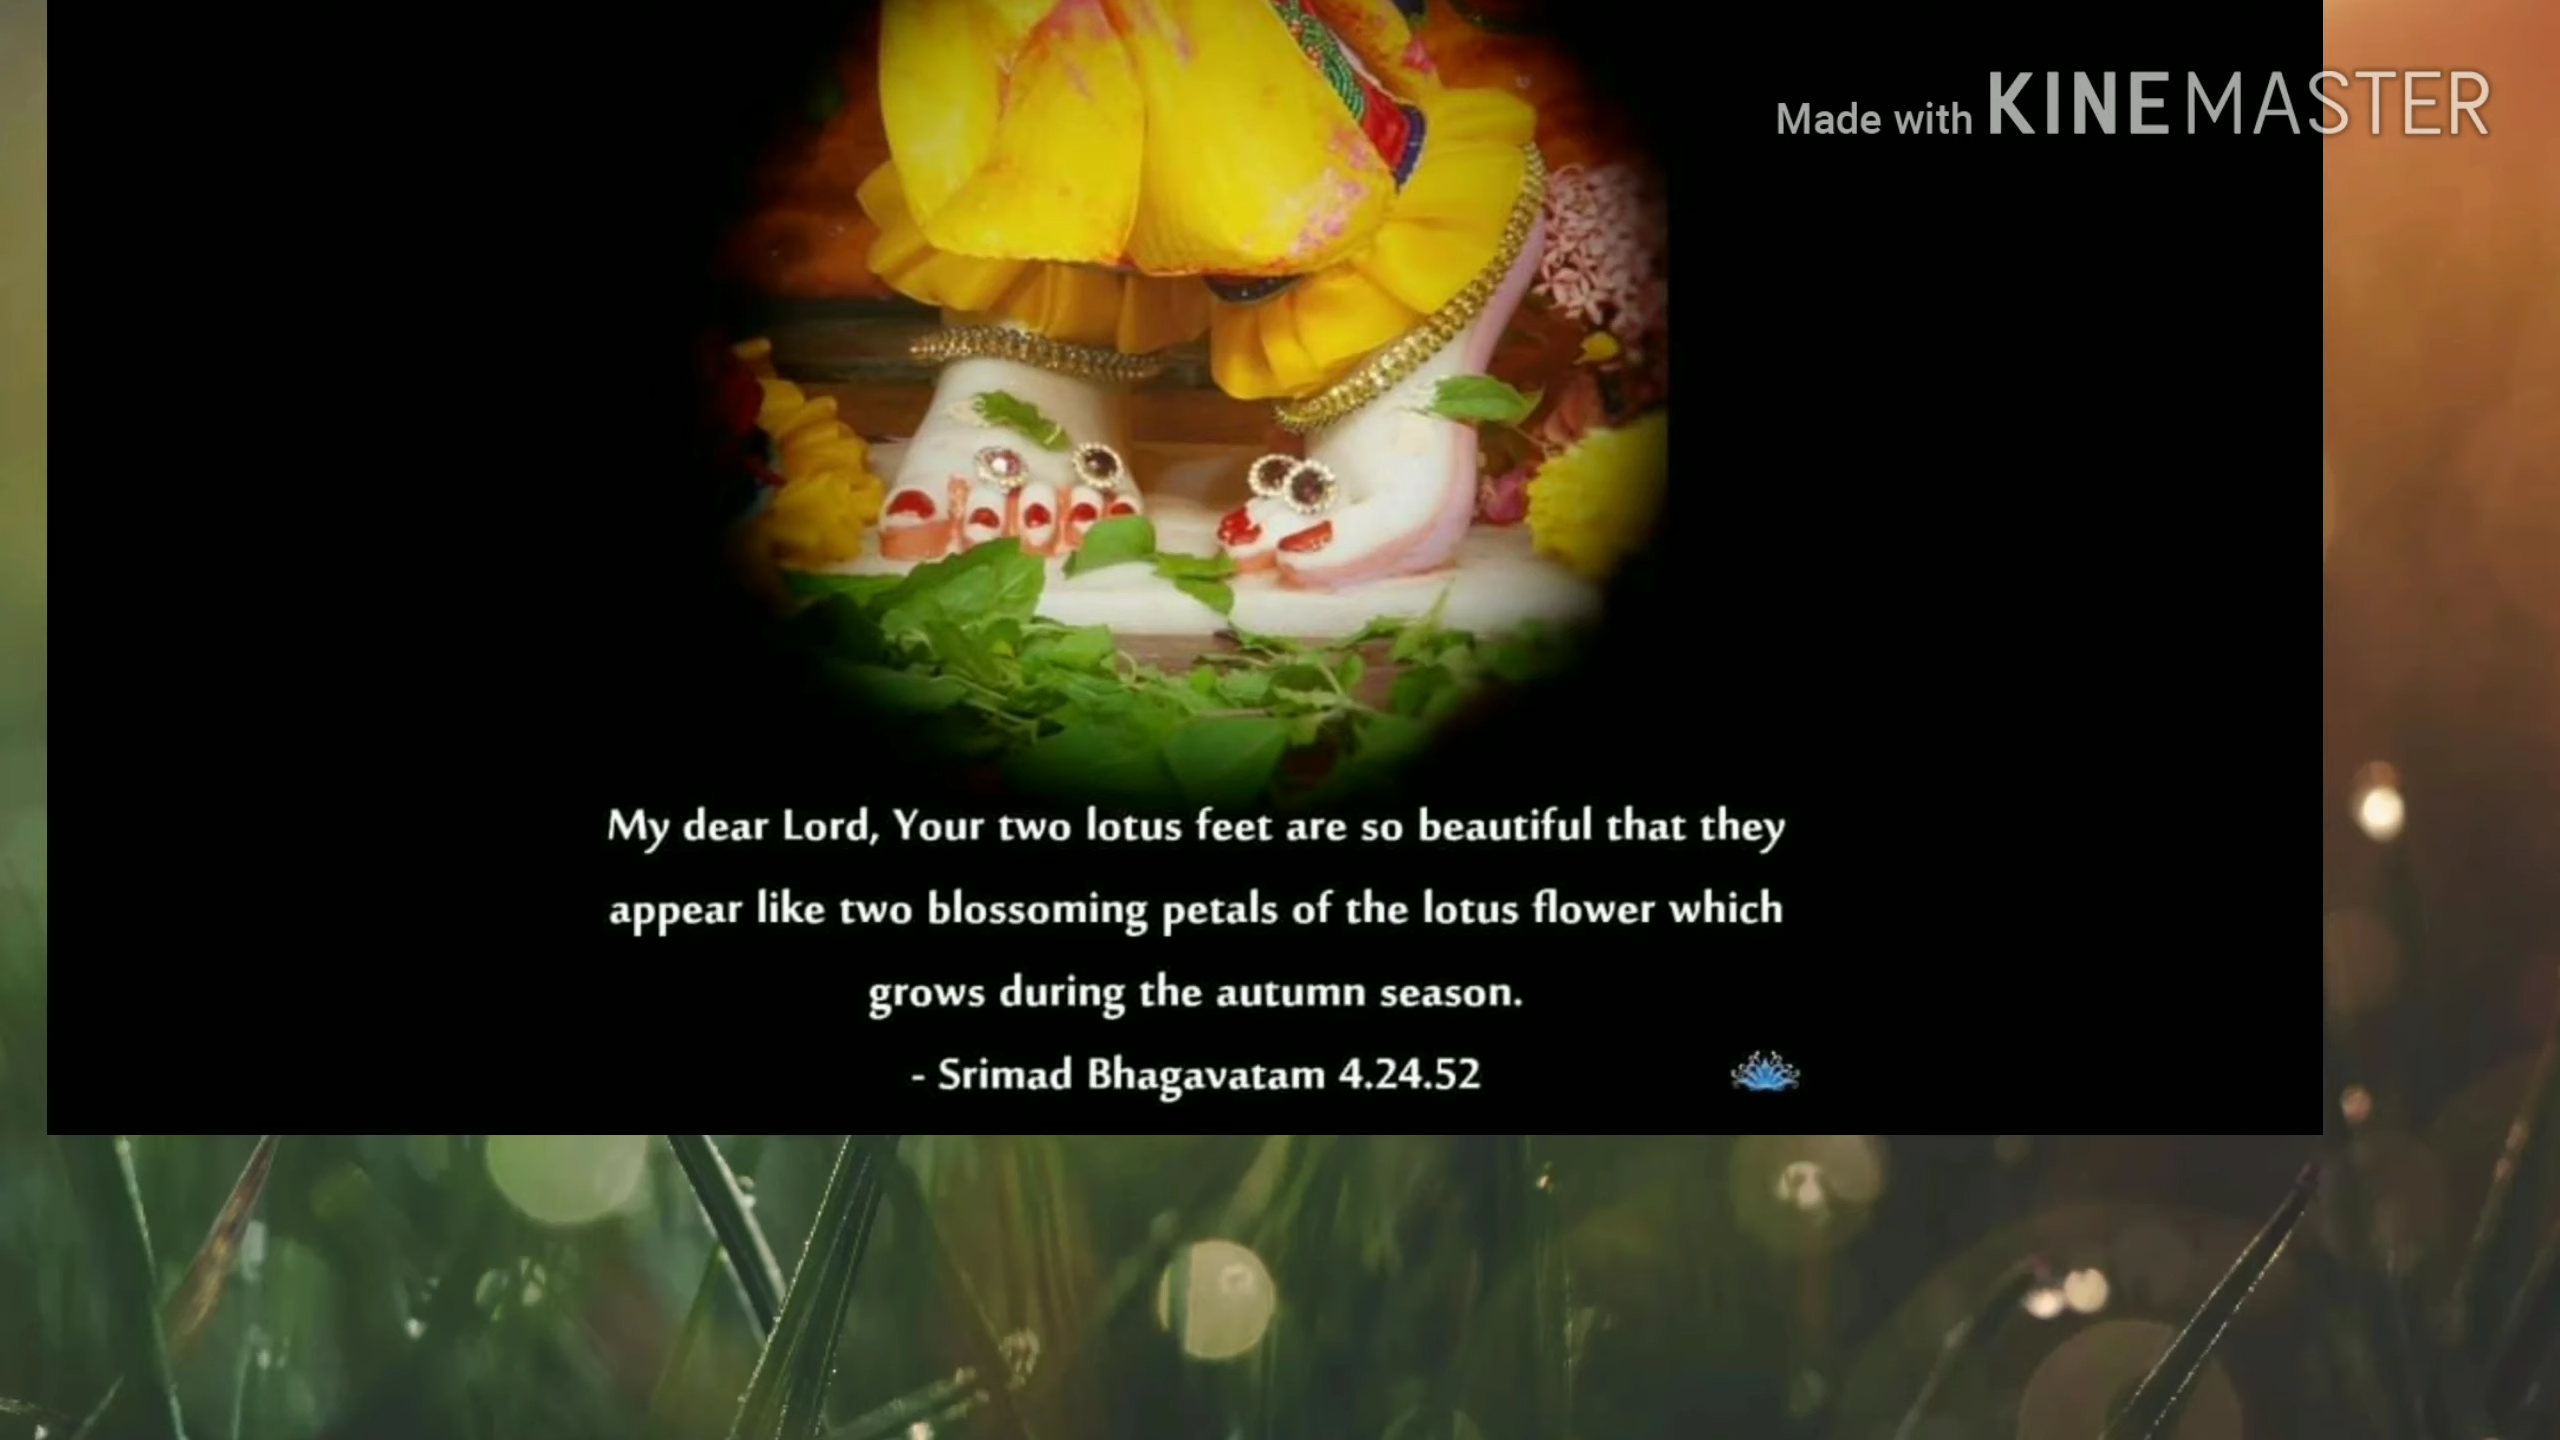 Made with KINEMASTER
My dear Lord, Your two lotus feet are so beautiful that they
appear like two blossoming petals of the lotus flower which
grows during the autumn season.
- Srimad Bhagavatam 4.24.52